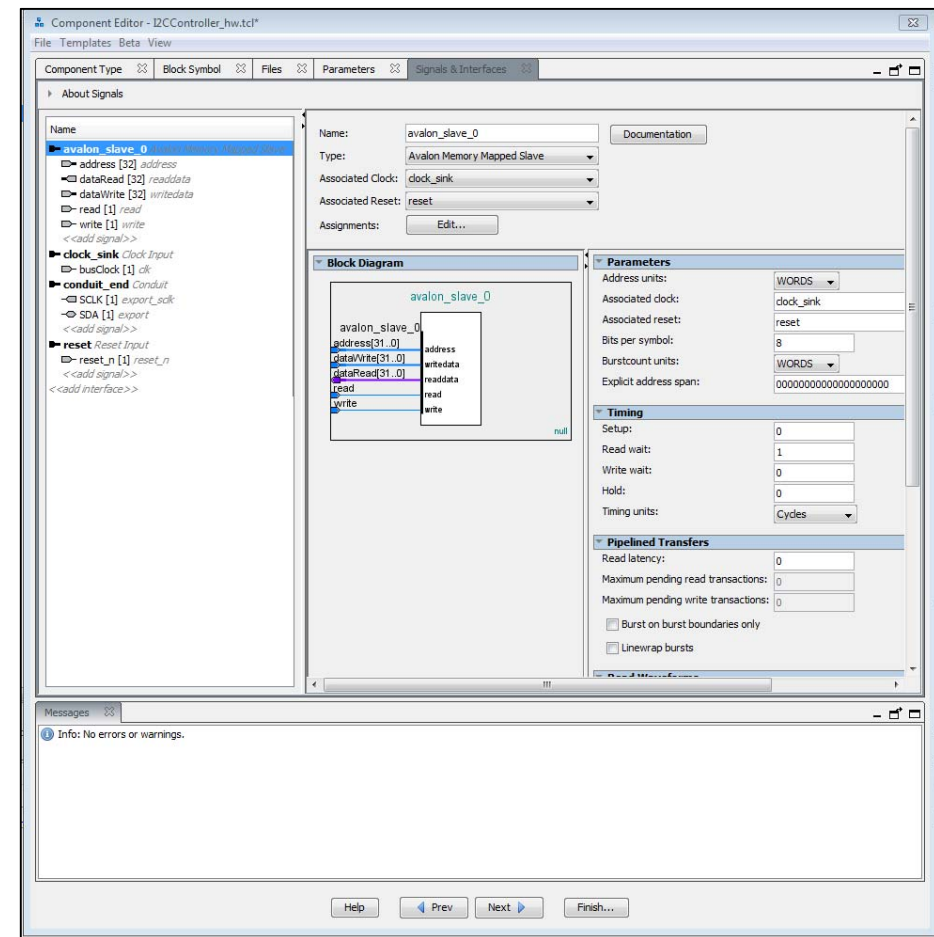 Component Editor - I2CController_hw.tcl*
File Templates Beta View
Component Type
Block Symbol
Files
Parameters
Signals & Interfaces
About Signals
Name
avalon_slave_0 Avalon Memory Mapped Slave
address [32] address
dataRead [32] readdata
dataWrite [32] writedata
read [1] read
write [1] write
<<add signal>>
clock_sink Clock Input
busClock [1] clk
conduit_end Conduit
SCLK [1] export_sclk
SDA [1] export
<<add signal>>
reset Reset Input
reset_n [1] reset_n
<<add signal>>
<<add interface>>
Name: avalon_slave_0
Documentation
Type: Avalon Memory Mapped Slave
Associated Clock: clock_sink
Associated Reset: reset
Assignments: Edit...
Block Diagram
avalon_slave_0
avalon_slave_0
address[31..0] address
dataWrite[31..0] writedata
dataRead[31..0] readdata
read read
write write
null
Parameters
Address units: WORDS
Associated clock: clock_sink
Associated reset: reset
Bits per symbol: 8
Burstcount units: WORDS
Explicit address span: 00000000000000000000
Timing
Setup: 0
Read wait: 1
Write wait: 0
Hold: 0
Timing units: Cycles
Pipelined Transfers
Read latency: 0
Maximum pending read transactions: 0
Maximum pending write transactions: 0
Burst on burst boundaries only
Linewrap bursts
Read Waveforms
Messages
Info: No errors or warnings.
Help
Prev
Next
Finish...